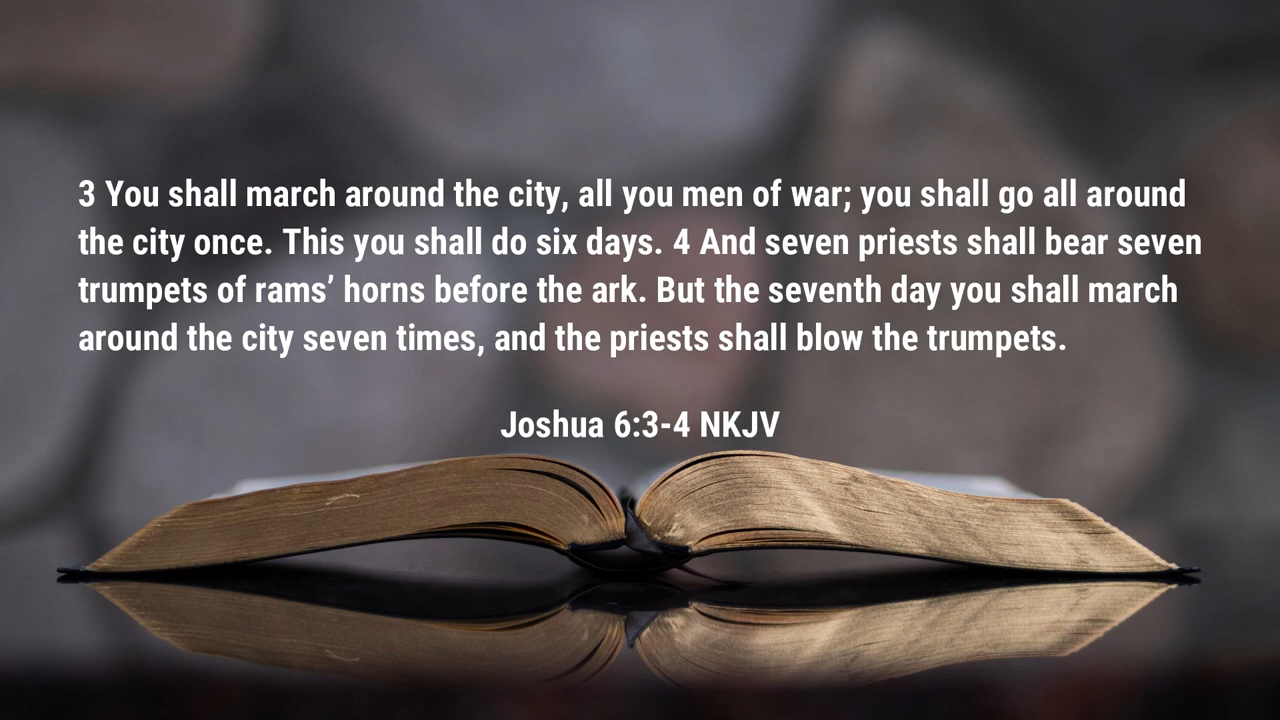 3 You shall march around the city, all you men of war; you shall go all around
the city once. This you shall do six days. 4 And seven priests shall bear seven
trumpets of rams’ horns before the ark. But the seventh day you shall march
around the city seven times, and the priests shall blow the trumpets.
Joshua 6:3-4 NKJV